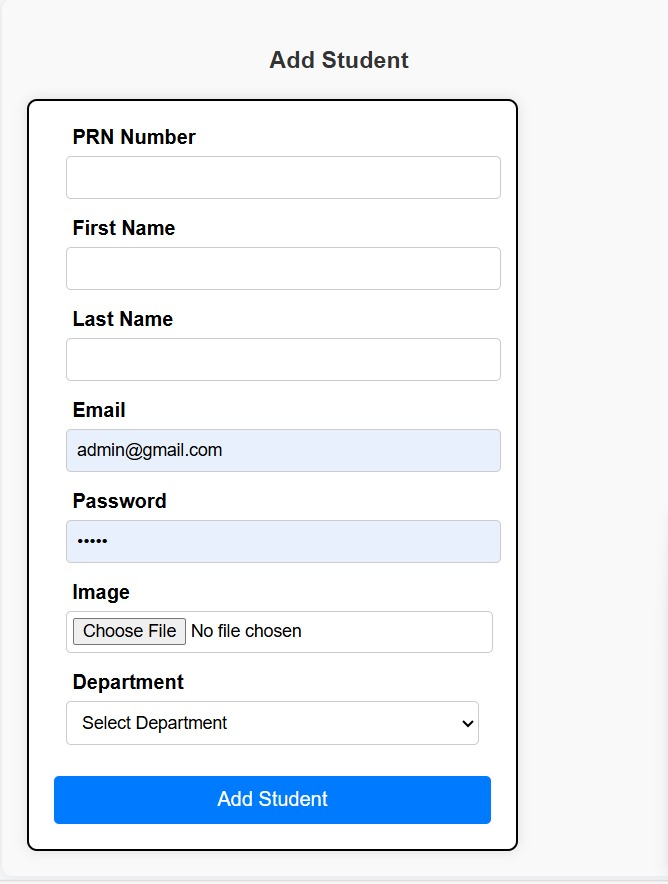 Add Student
PRN Number
First Name
Last Name
Email
admin@gmail.com
Password
•••••
Image
Choose File No file chosen
Department
Select Department
Add Student